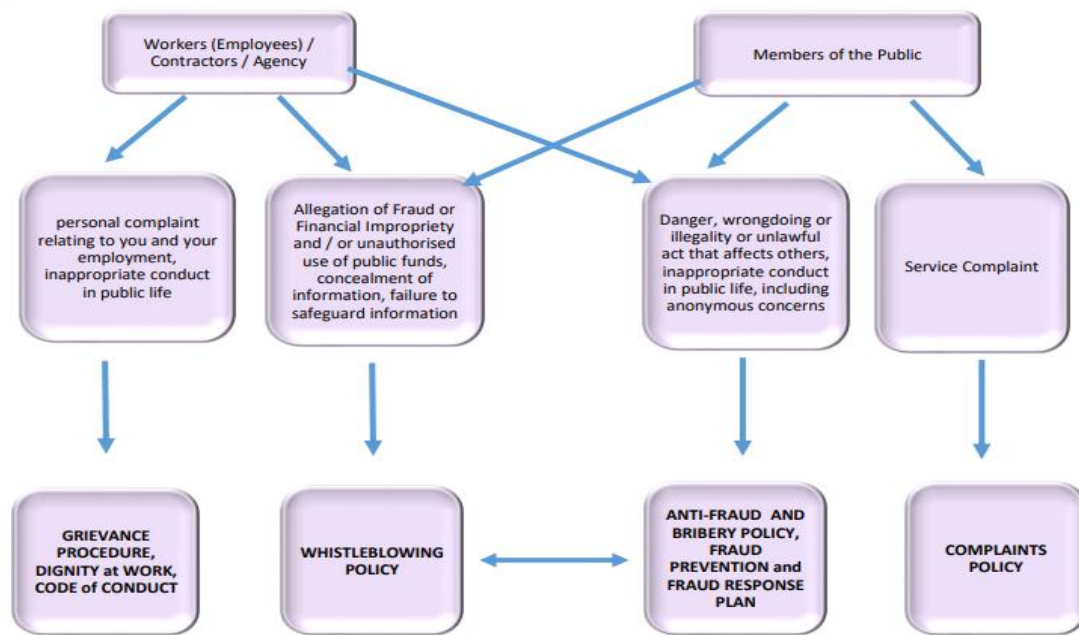 Workers (Employees) /
Contractors / Agency
Members of the Public
personal complaint
relating to you and your
employment,
inappropriate conduct
in public life
Allegation of Fraud or
Financial Impropriety
and / or unauthorised
use of public funds,
concealment of
information, failure to
safeguard information
Danger, wrongdoing or
illegality or unlawful
act that affects others,
inappropriate conduct
in public life, including
anonymous concerns
Service Complaint
GRIEVANCE
PROCEDURE,
DIGNITY at WORK,
CODE of CONDUCT
WHISTLEBLOWING
POLICY
ANTI-FRAUD AND
BRIBERY POLICY,
FRAUD
PREVENTION and
FRAUD RESPONSE
PLAN
COMPLAINTS
POLICY